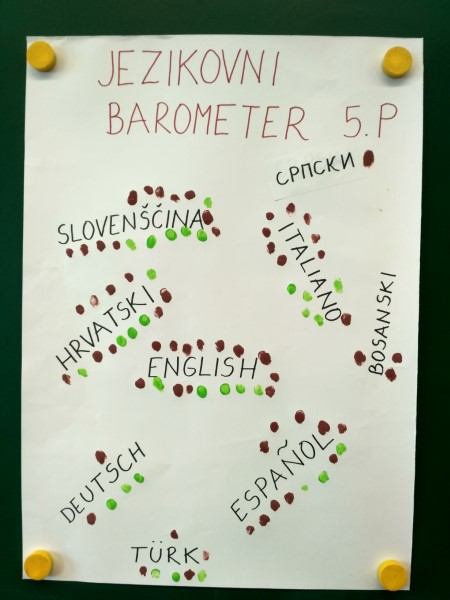 JEZIKOVNI
BAROMETER 5.P
СРПСКИ
SLOVENŠČINA
ITALIANO
HRVATSKI
BOSANSKI
ENGLISH
DEUTSCH
ESPAÑOL
TÜRK